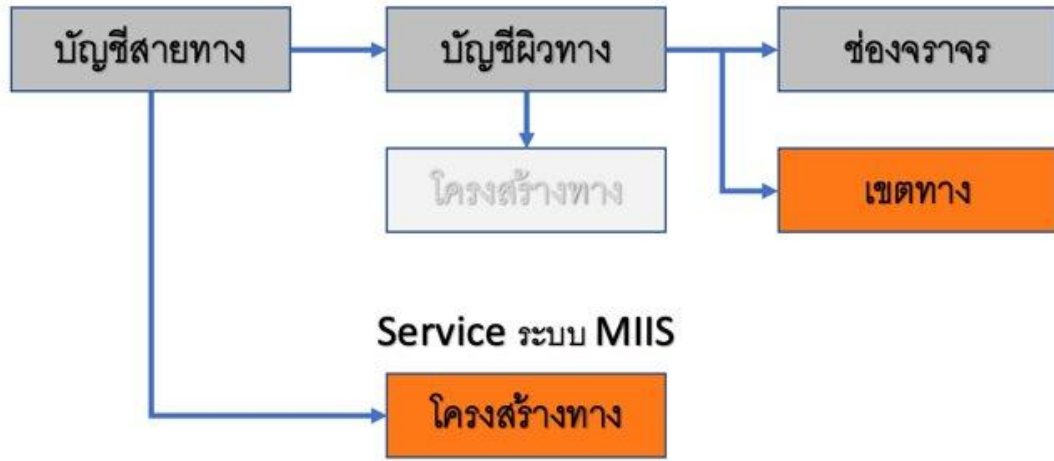 บัญชีสายทาง
บัญชีผิวทาง
ช่องจราจร
โครงสร้างทาง
เขตทาง
Service ระบบ MIIS
โครงสร้างทาง